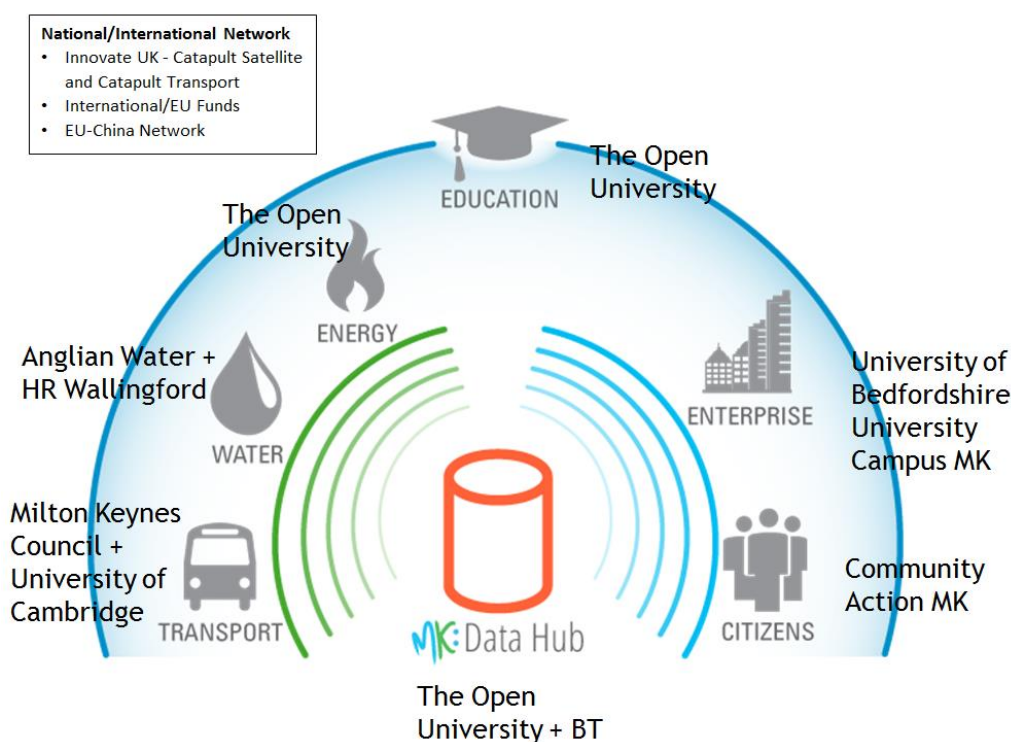 National/International Network
• Innovate UK - Catapult Satellite
and Catapult Transport
• International/EU Funds
• EU-China Network
The Open
University
EDUCATION
The Open
University
ENERGY
Anglian Water +
HR Wallingford
WATER
University of
Bedfordshire
University
Campus MK
ENTERPRISE
Milton Keynes
Council +
University of
Cambridge
TRANSPORT
Community
Action MK
CITIZENS
MK: Data Hub
The Open
University + BT